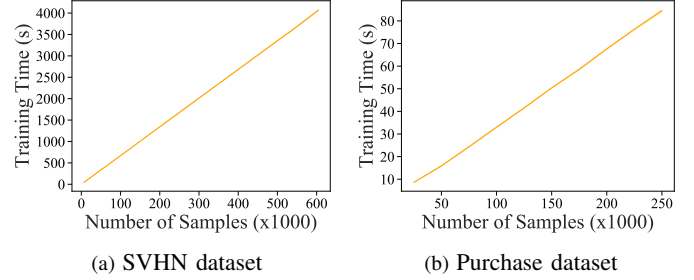 Training Time (s)
4000
3500
3000
2500
2000
1500
1000
500
0
0 100 200 300 400 500 600
Number of Samples (x1000)
(a) SVHN dataset
Training Time (s)
80
70
60
50
40
30
20
10
50 100 150 200 250
Number of Samples (x1000)
(b) Purchase dataset